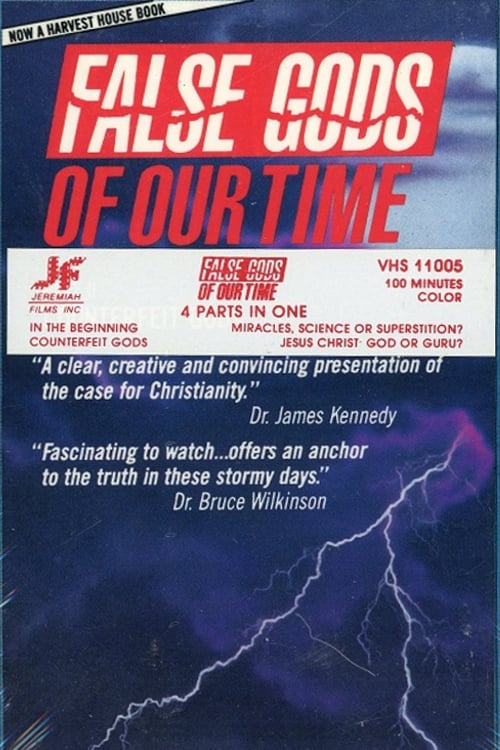 NOW A HARVEST HOUSE BOOK
FALSE GODS
OF OUR TIME
JF
JEREMIAH
FILMS INC
FALSE GODS
OF OUR TIME
VHS 11005
100 MINUTES
COLOR
4 PARTS IN ONE
IN THE BEGINNING
MIRACLES, SCIENCE OR SUPERSTITION?
COUNTERFEIT GODS
JESUS CHRIST- GOD OR GURU?
"A clear, creative and convincing presentation of
the case for Christianity."
Dr. James Kennedy
"Fascinating to watch...offers an anchor
to the truth in these stormy days."
Dr. Bruce Wilkinson